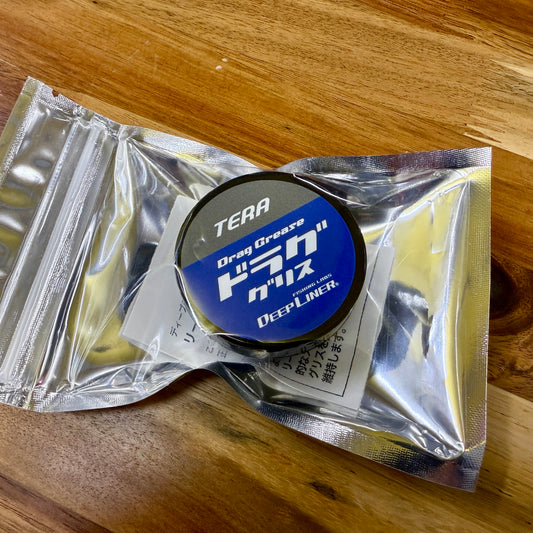 TERA
Drag Grease
ドラグ
グリス
FISHING LABO
DEEPLINER®
ディープ
リー
的な
グリスを
維持します。